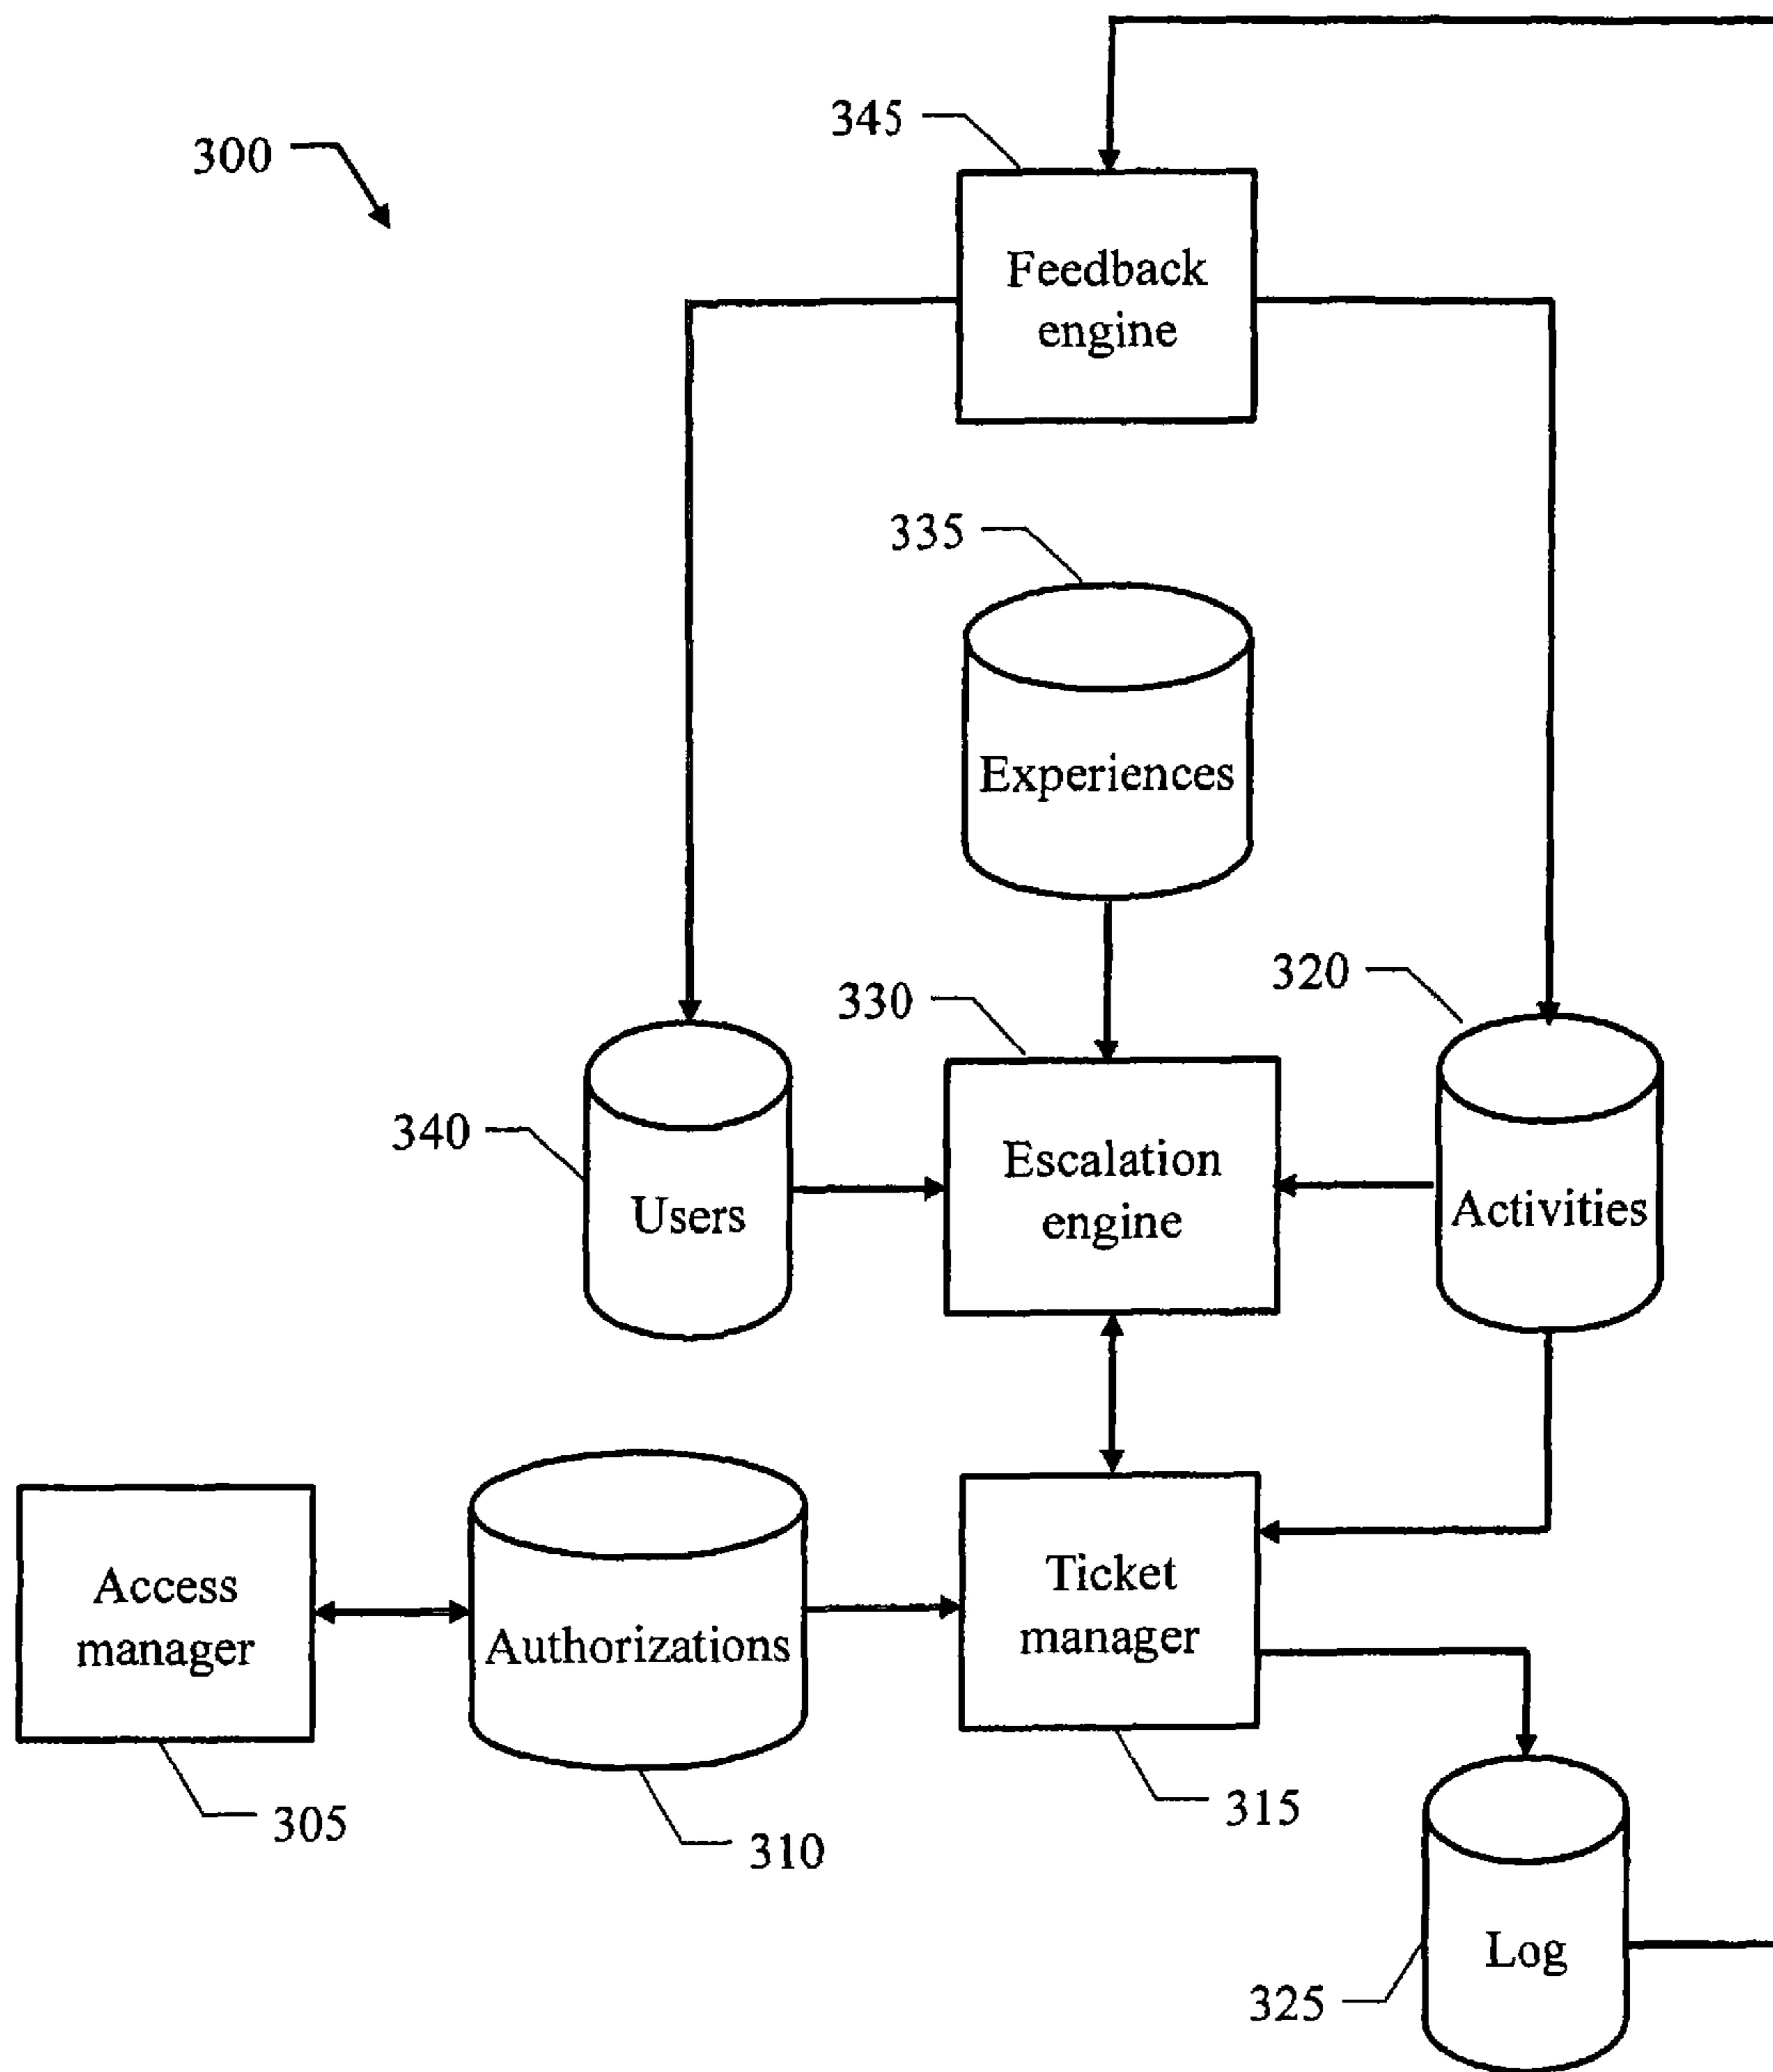 345
300
Feedback
engine
335
Experiences
320
330
340
Escalation
engine
Users
Activities
Access
manager
Authorizations
Ticket
manager
305
310
315
Log
325